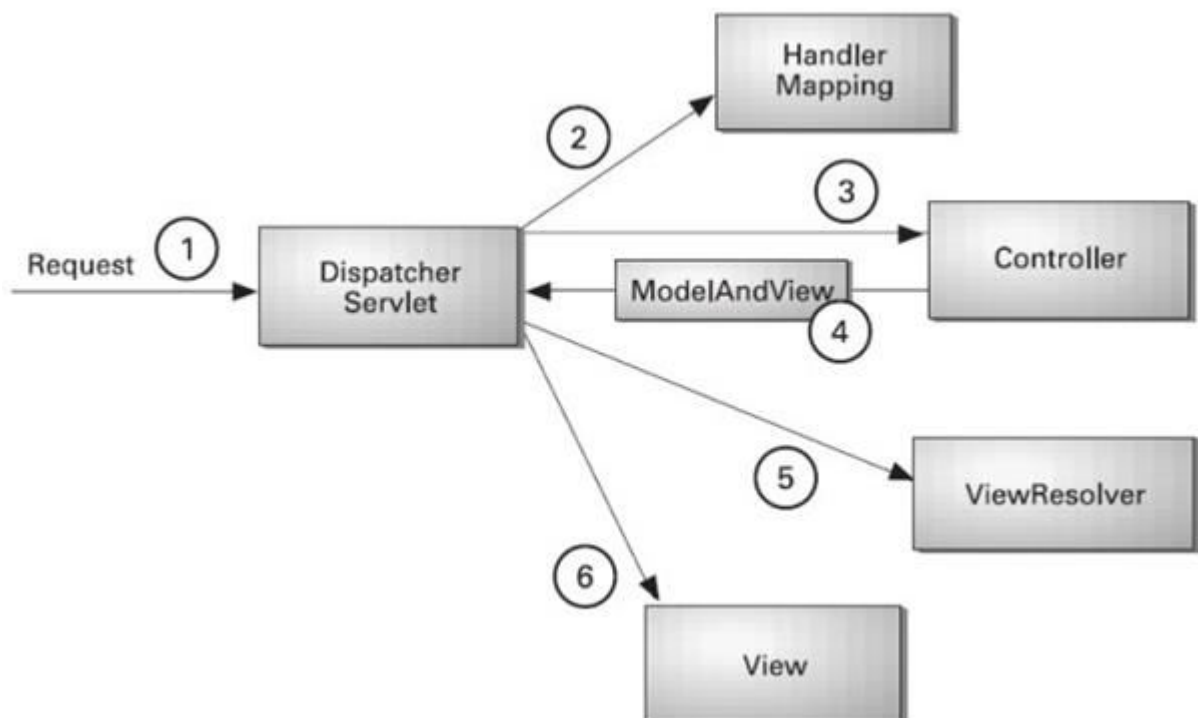 Handler
Mapping
2
3
1
Request
Dispatcher
Servlet
Controller
ModelAndView
4
5
ViewResolver
6
View